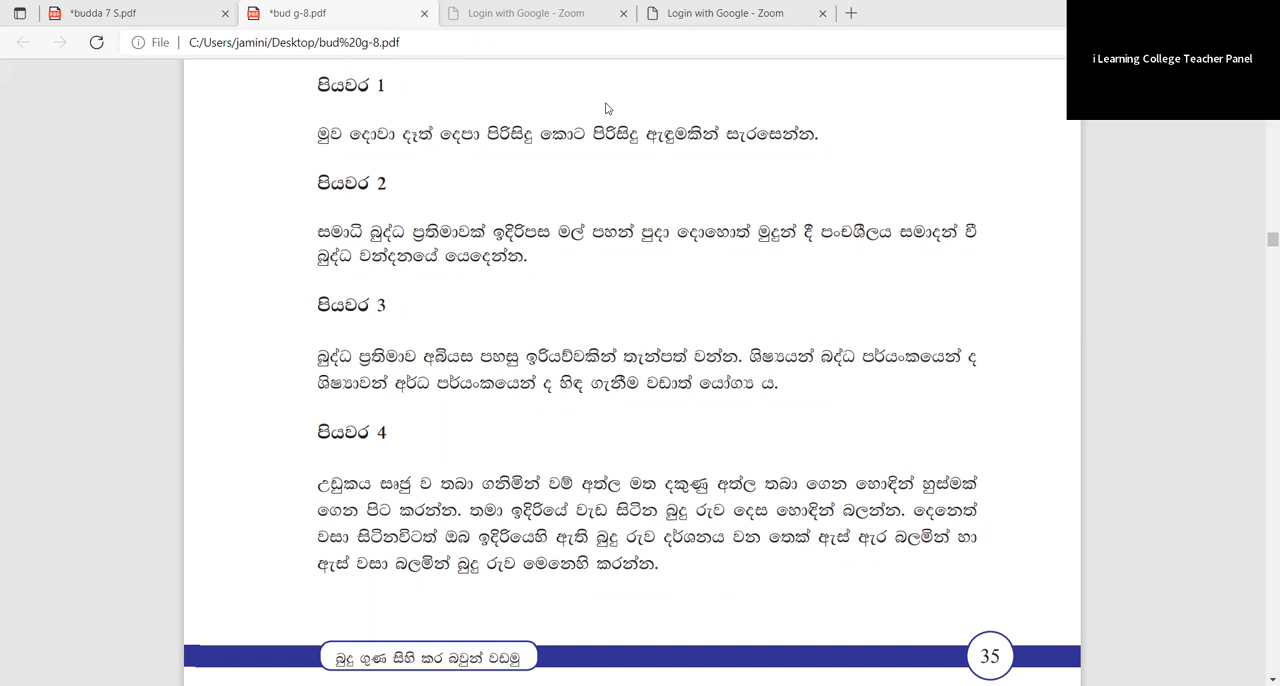 *budda 7 S.pdf
*bud g-8.pdf
Login with Google - Zoom
Login with Google - Zoom
File
C:/Users/jamini/Desktop/bud%20g-8.pdf
i Learning College Teacher Panel
පියවර 1
මුව දොවා දෑත් දෙපා පිරිසිදු කොට පිරිසිදු ඇඳුමකින් සැරසෙන්න.
පියවර 2
සමාධි බුද්ධ ප්‍රතිමාවක් ඉදිරිපස මල් පහන් පුදා දොහොත් මුදුන් දී පංචශීලය සමාදන් වී
බුද්ධ වන්දනයේ යෙදෙන්න.
පියවර 3
බුද්ධ ප්‍රතිමාව අබියස පහසු ඉරියව්වකින් තැන්පත් වන්න. ශිෂ්‍යයන් බද්ධ පර්යංකයෙන් ද
ශිෂ්‍යාවන් අර්ධ පර්යංකයෙන් ද හිඳ ගැනීම වඩාත් යෝග්‍ය ය.
පියවර 4
උඩුකය සෘජු ව තබා ගනිමින් වම් අත්ල මත දකුණු අත්ල තබා ගෙන හොඳින් හුස්මක්
ගෙන පිට කරන්න. තමා ඉදිරියේ වැඩ සිටින බුදු රුව දෙස හොඳින් බලන්න. දෙනෙත්
වසා සිටිනවිටත් ඔබ ඉදිරියෙහි ඇති බුදු රුව දර්ශනය වන තෙක් ඇස් ඇර බලමින් හා
ඇස් වසා බලමින් බුදු රුව මෙනෙහි කරන්න.
බුදු ගුණ සිහි කර බවුන් වඩමු
35